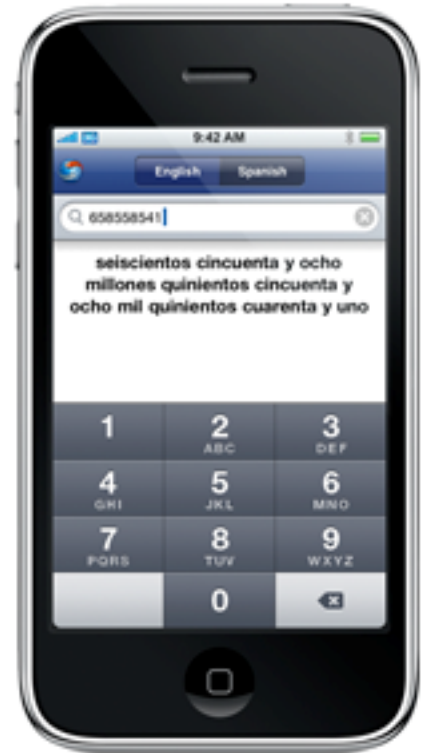 9:42 AM
English Spanish
658558541
seiscientos cincuenta y ocho
millones quinientos cincuenta y
ocho mil quinientos cuarenta y uno
1 2 3
ABC DEF
4 5 6
GHI JKL MNO
7 8 9
PQRS TUV WXYZ
0